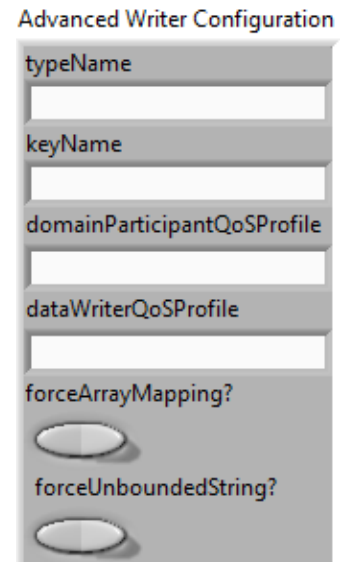 Advanced Writer Configuration
typeName
keyName
domainParticipantQoSProfile
dataWriterQoSProfile
forceArrayMapping?
forceUnboundedString?